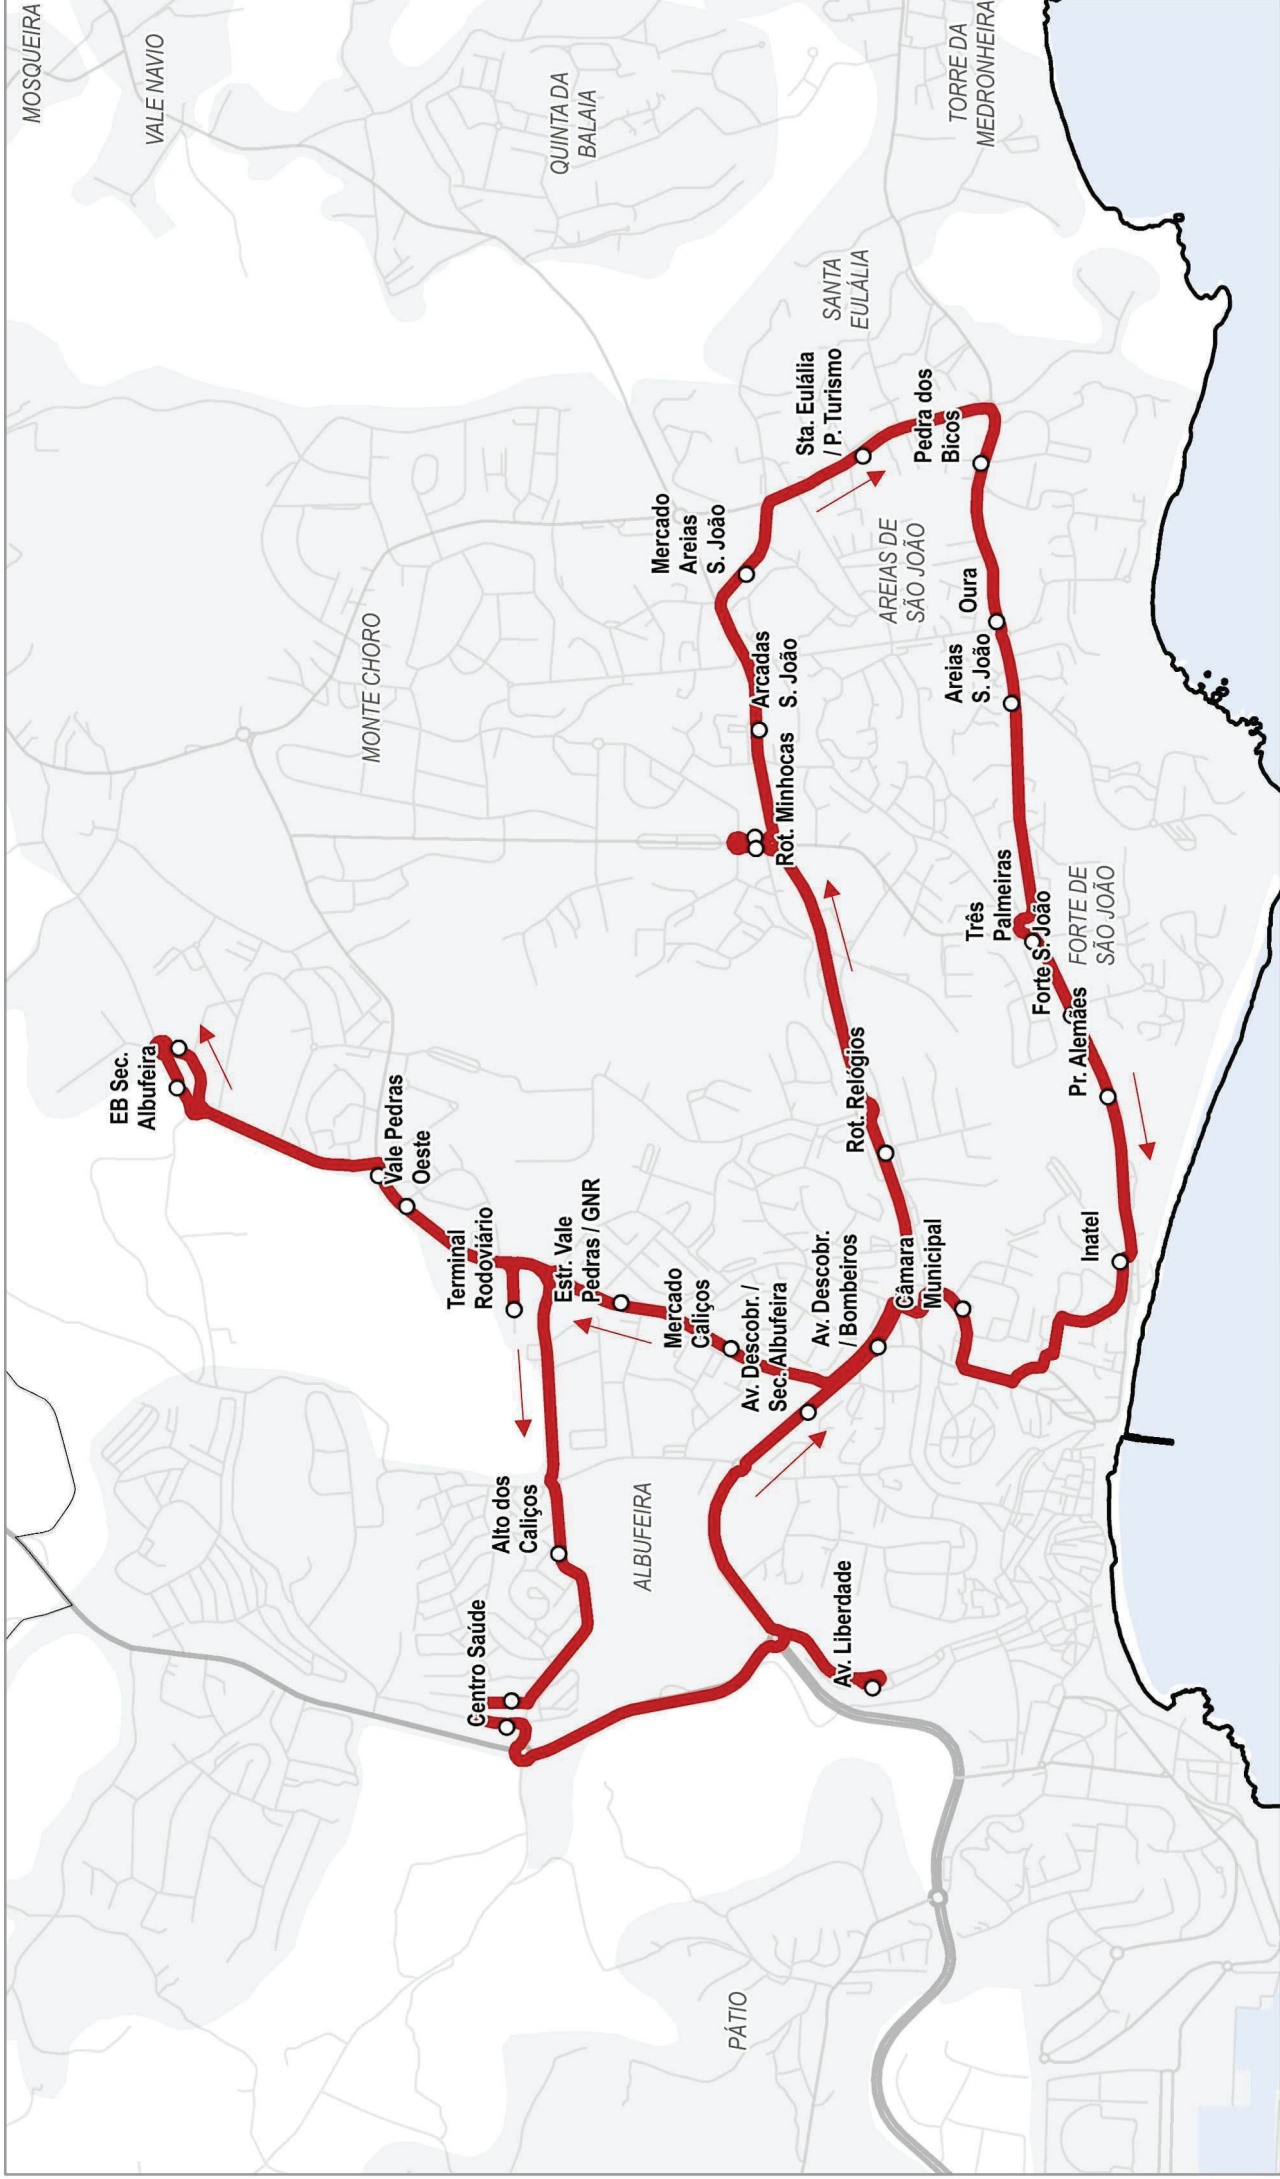 MOSQUEIRA
VALE NAVIO
QUINTA DA
BALAIA
TORRE DA
MEDRONHEIRA
MONTE CHORO
SANTA
EULÁLIA
AREIAS DE
SÃO JOÃO
FORTE DE
SÃO JOÃO
ALBUFEIRA
PÁTIO
EB Sec.
Albufeira
Vale Pedras
Oeste
Terminal
Rodoviário
Estr. Vale
Pedras / GNR
Mercado
Caliços
Av. Descobr. /
Sec. Albufeira
Av. Descobr.
/ Bombeiros
Câmara
Municipal
Rot. Relógios
Rot. Minhocas
Arcadas
S. João
Mercado
Areias
S. João
Sta. Eulália
/ P. Turismo
Pedra dos
Bicos
Oura
Areias
S. João
Três
Palmeiras
Forte S. João
Pr. Alemães
Inatel
Alto dos
Caliços
Centro Saúde
Av. Liberdade